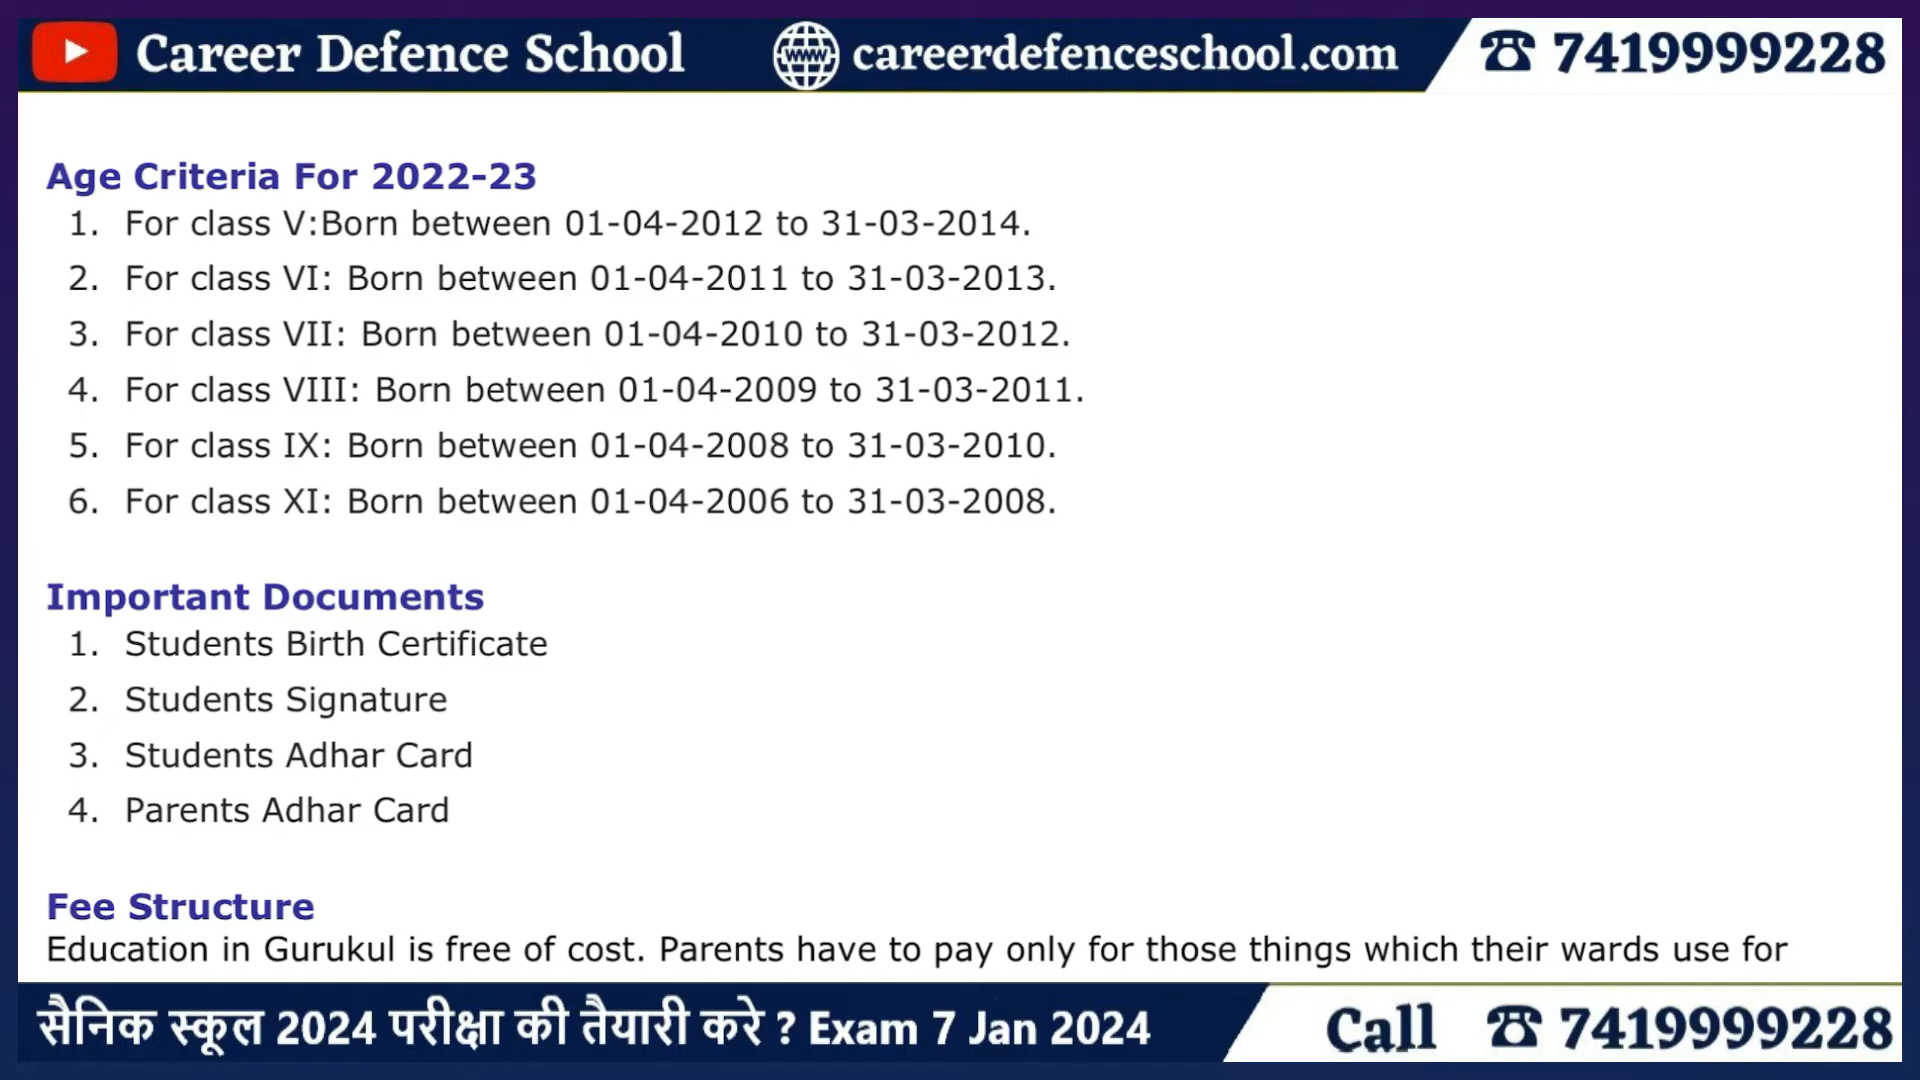 Career Defence School
www
careerdefenceschool.com
7419999228
Age Criteria For 2022-23
1. For class V:Born between 01-04-2012 to 31-03-2014.
2. For class VI: Born between 01-04-2011 to 31-03-2013.
3. For class VII: Born between 01-04-2010 to 31-03-2012.
4. For class VIII: Born between 01-04-2009 to 31-03-2011.
5. For class IX: Born between 01-04-2008 to 31-03-2010.
6. For class XI: Born between 01-04-2006 to 31-03-2008.
Important Documents
1. Students Birth Certificate
2. Students Signature
3. Students Adhar Card
4. Parents Adhar Card
Fee Structure
Education in Gurukul is free of cost. Parents have to pay only for those things which their wards use for
सैनिक स्कूल 2024 परीक्षा की तैयारी करे ? Exam 7 Jan 2024
Call 7419999228